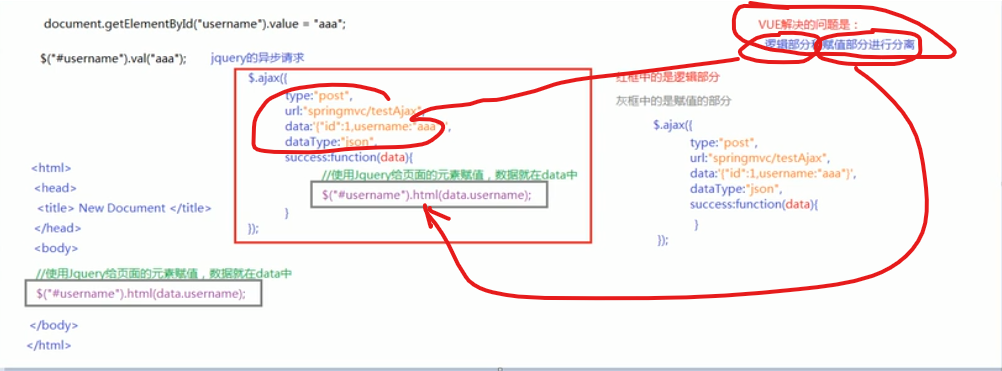 document.getElementById("username").value = "aaa";
$("#username").val("aaa");
jquery的异步请求
$.ajax({
type:"post",
url:"springmvc/testAjax",
data:'{"id":1,username:"aaa"}',
dataType:"json",
success:function(data){
//使用Jquery给页面的元素赋值，数据就在data中
$("#username").html(data.username);
}
});
VUE解决的问题是：
逻辑部分和赋值部分进行分离
红框中的是逻辑部分
灰框中的是赋值的部分
$.ajax({
type:"post",
url:"springmvc/testAjax",
data:'{"id":1,username:"aaa"}',
dataType:"json",
success:function(data){
}
});
<html>
<head>
<title> New Document </title>
</head>
<body>
//使用Jquery给页面的元素赋值，数据就在data中
$("#username").html(data.username);
</body>
</html>